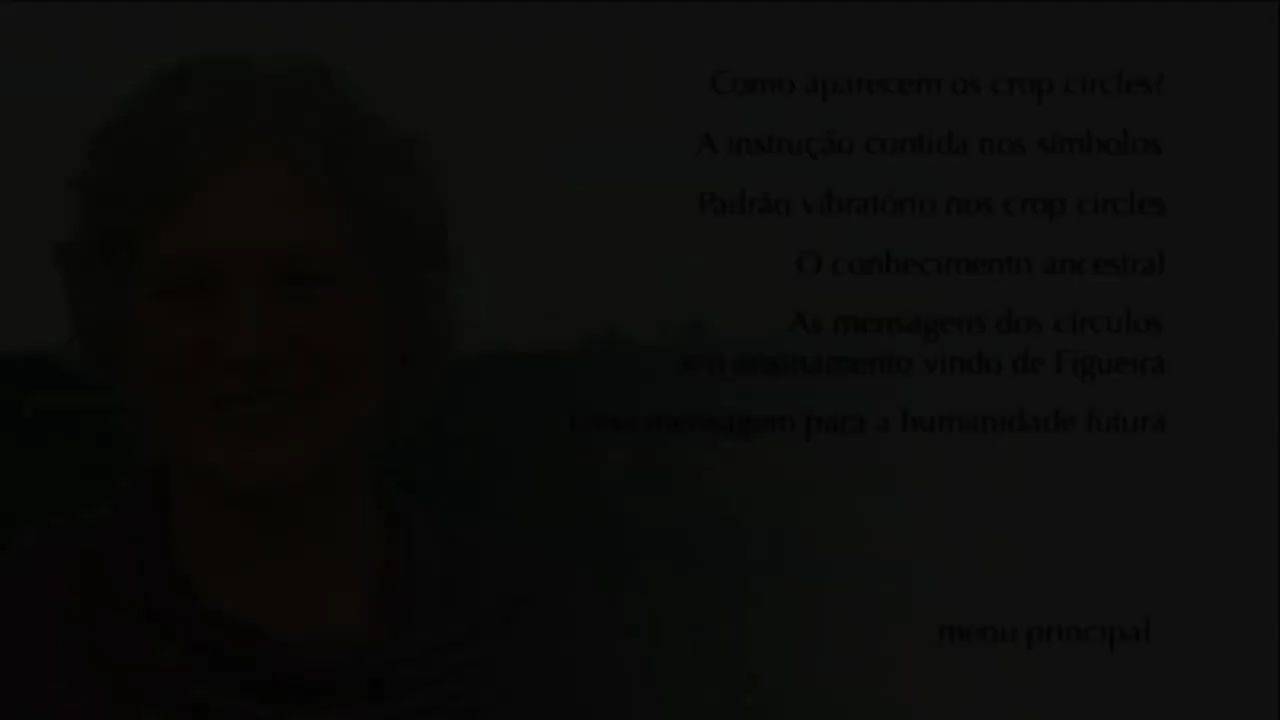 Como aparecem os crop circles?
A instrução contida nos símbolos
Padrão vibratório nos crop circles
O conhecimento ancestral
As mensagens dos círculos
e o ensinamento vindo de Figueira
Uma mensagem para a humanidade futura
menu principal